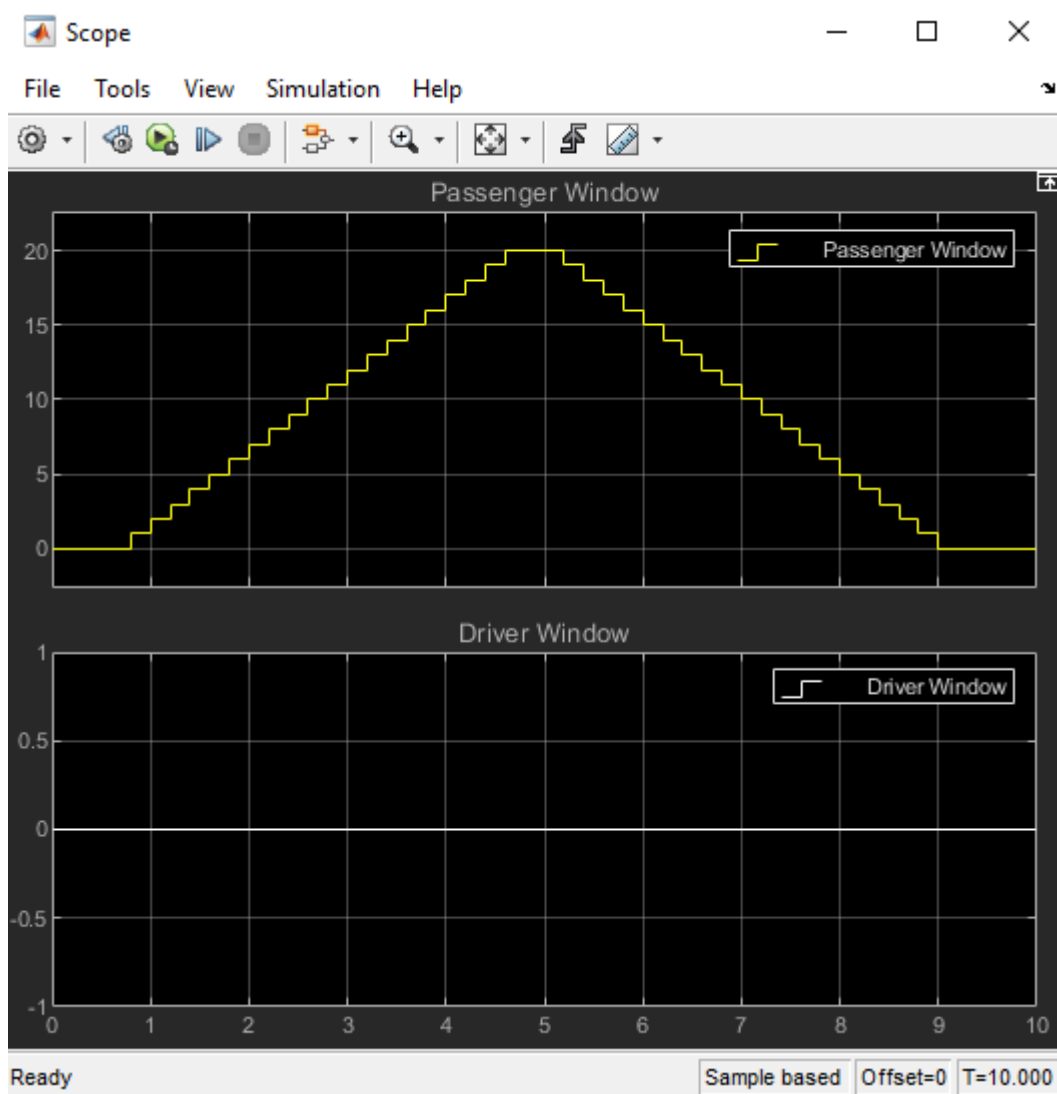 Scope
File Tools View Simulation Help
Passenger Window
Passenger Window
20
15
10
5
0
Driver Window
Driver Window
1
0.5
0
-0.5
-1
0 1 2 3 4 5 6 7 8 9 10
Ready Sample based Offset=0 T=10.000